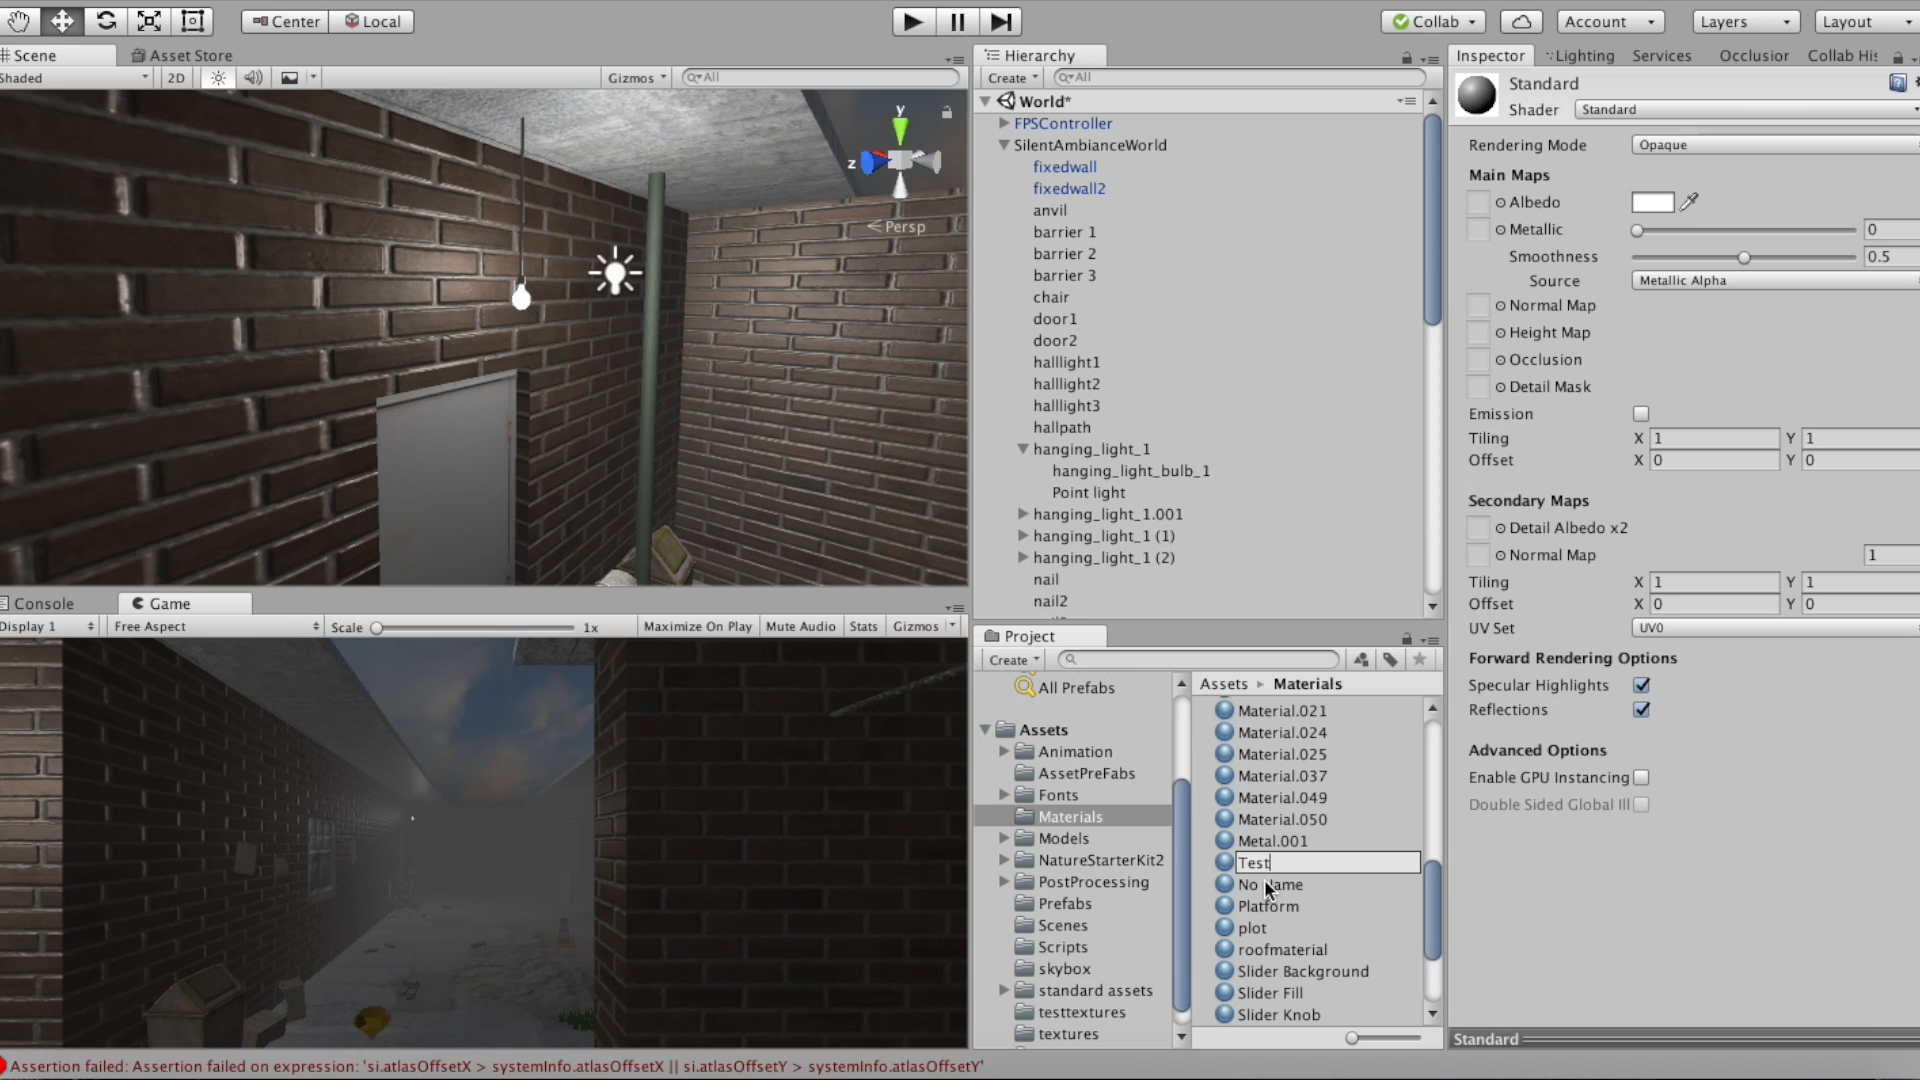 Center
Local
Collab
Account
Layers
Layout
Scene
Asset Store
Shaded
2D
Gizmos
All
y
z
Persp
Console
Game
Display 1
Free Aspect
Scale
1x
Maximize On Play
Mute Audio
Stats
Gizmos
Hierarchy
Create
All
World*
FPSController
SilentAmbianceWorld
fixedwall
fixedwall2
anvil
barrier 1
barrier 2
barrier 3
chair
door1
door2
halllight1
halllight2
halllight3
hallpath
hanging_light_1
hanging_light_bulb_1
Point light
hanging_light_1.001
hanging_light_1 (1)
hanging_light_1 (2)
nail
nail2
Project
Create
All Prefabs
Assets
Animation
AssetPreFabs
Fonts
Materials
Models
NatureStarterKit2
PostProcessing
Prefabs
Scenes
Scripts
skybox
standard assets
testtextures
textures
Assets Materials
Material.021
Material.024
Material.025
Material.037
Material.049
Material.050
Metal.001
Test
No Name
Platform
plot
roofmaterial
Slider Background
Slider Fill
Slider Knob
Inspector
Lighting
Services
Occlusior
Collab His
Standard
Shader Standard
Rendering Mode Opaque
Main Maps
Albedo
Metallic 0
Smoothness 0.5
Source Metallic Alpha
Normal Map
Height Map
Occlusion
Detail Mask
Emission
Tiling X 1 Y 1
Offset X 0 Y 0
Secondary Maps
Detail Albedo x2
Normal Map 1
Tiling X 1 Y 1
Offset X 0 Y 0
UV Set UV0
Forward Rendering Options
Specular Highlights
Reflections
Advanced Options
Enable GPU Instancing
Double Sided Global Ill
Standard
Assertion failed: Assertion failed on expression: 'si.atlasOffsetX > systemInfo.atlasOffsetX || si.atlasOffsetY > systemInfo.atlasOffsetY'